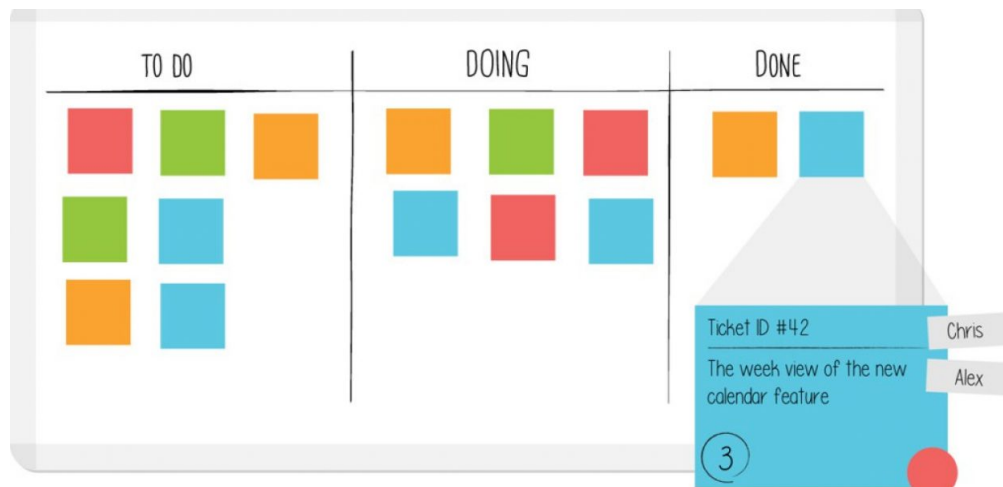 TO DO
DOING
DONE
Ticket ID #42
Chris
The week view of the new
calendar feature
Alex
3